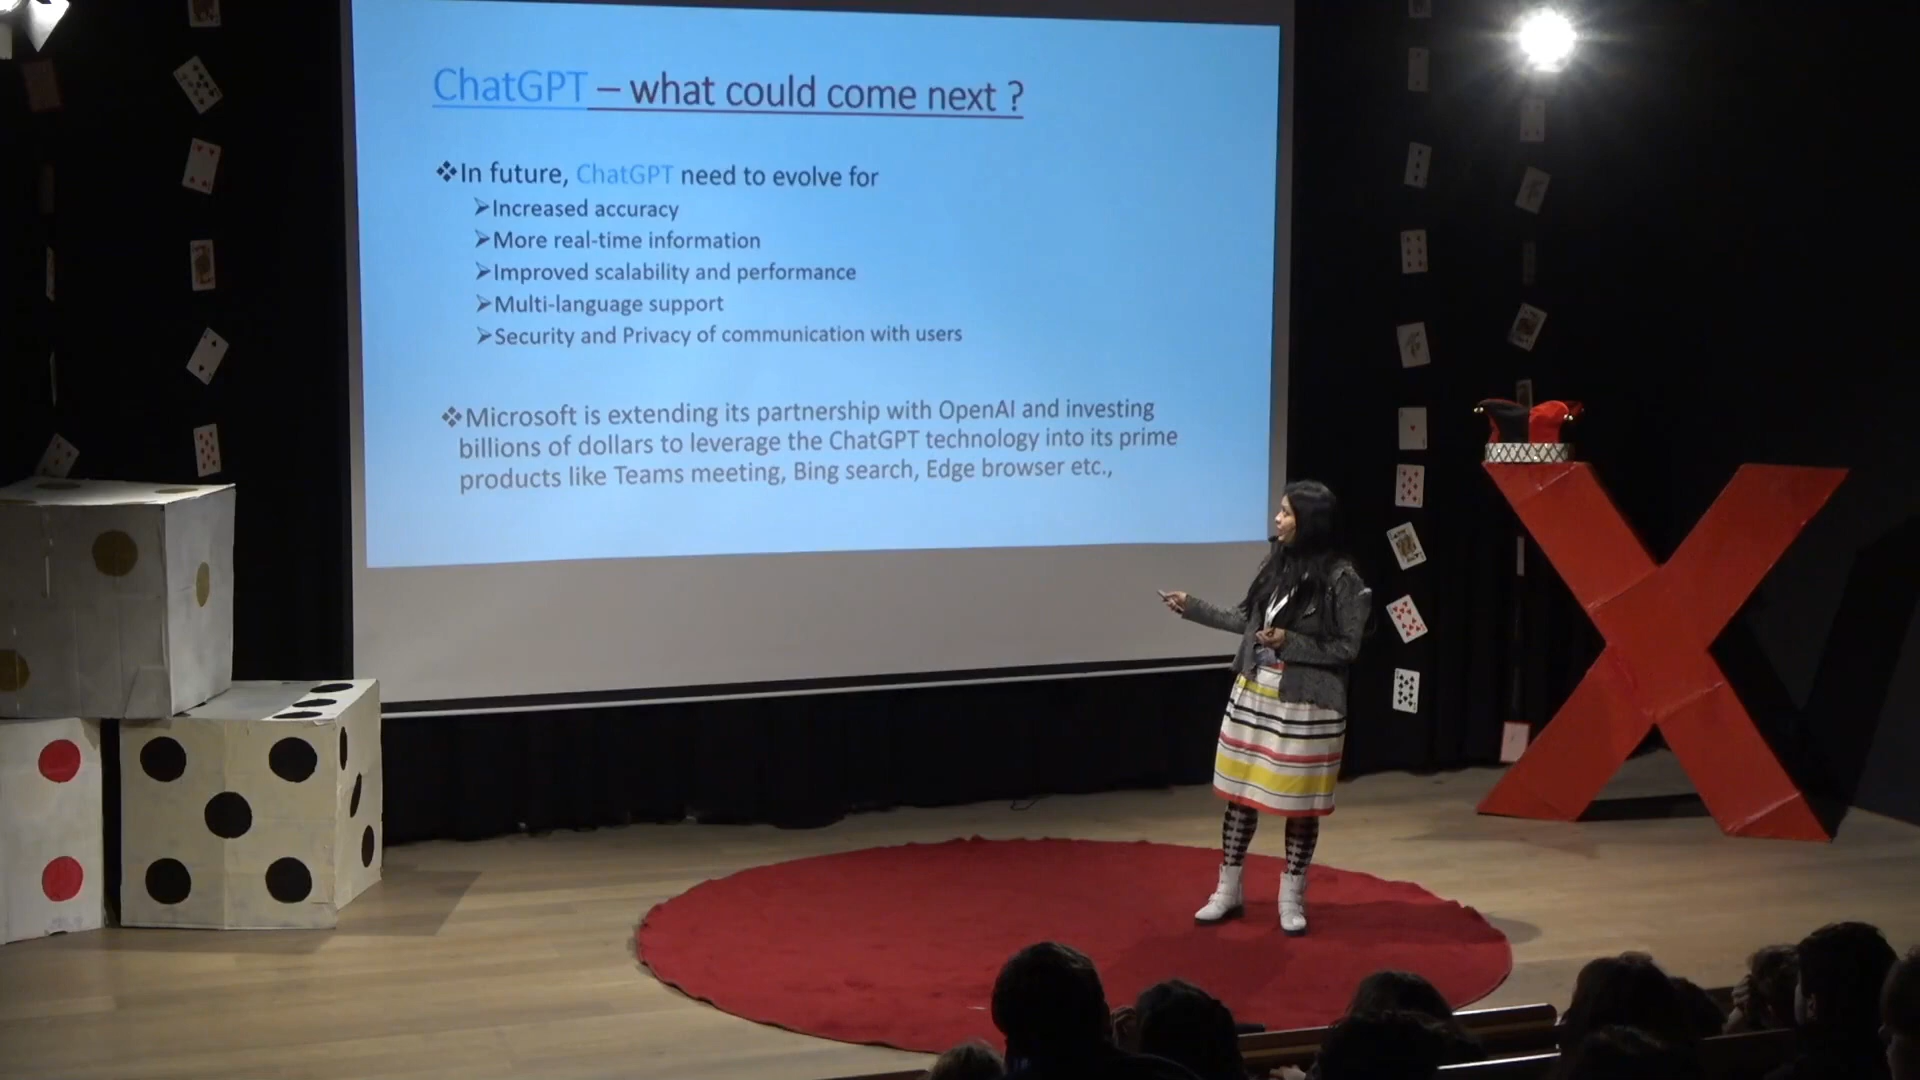 ChatGPT – what could come next ?
❖In future, ChatGPT need to evolve for
➢Increased accuracy
➢More real-time information
➢Improved scalability and performance
➢Multi-language support
➢Security and Privacy of communication with users
❖Microsoft is extending its partnership with OpenAI and investing
billions of dollars to leverage the ChatGPT technology into its prime
products like Teams meeting, Bing search, Edge browser etc.,
X